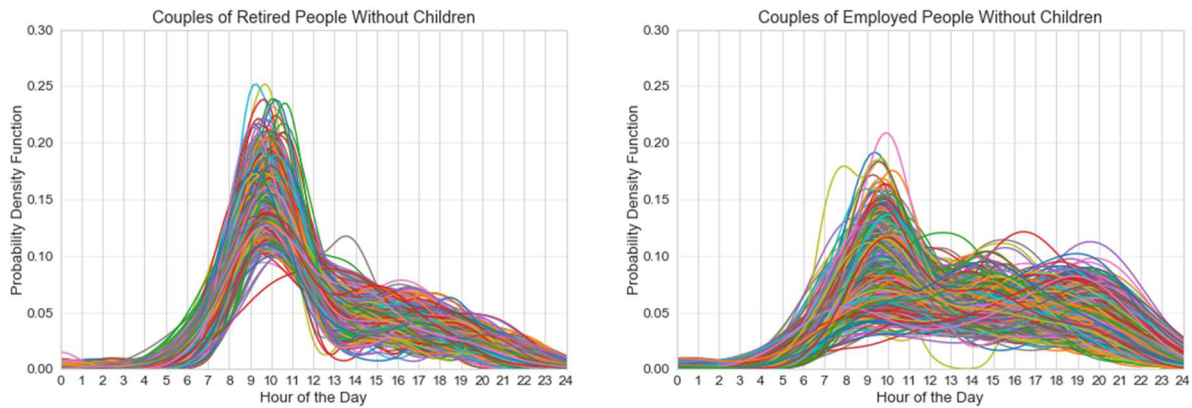 Couples of Retired People Without Children
0.30
0.25
0.20
0.15
0.10
0.05
0.00
Probability Density Function
0 1 2 3 4 5 6 7 8 9 10 11 12 13 14 15 16 17 18 19 20 21 22 23 24
Hour of the Day
Couples of Employed People Without Children
0.30
0.25
0.20
0.15
0.10
0.05
0.00
Probability Density Function
0 1 2 3 4 5 6 7 8 9 10 11 12 13 14 15 16 17 18 19 20 21 22 23 24
Hour of the Day